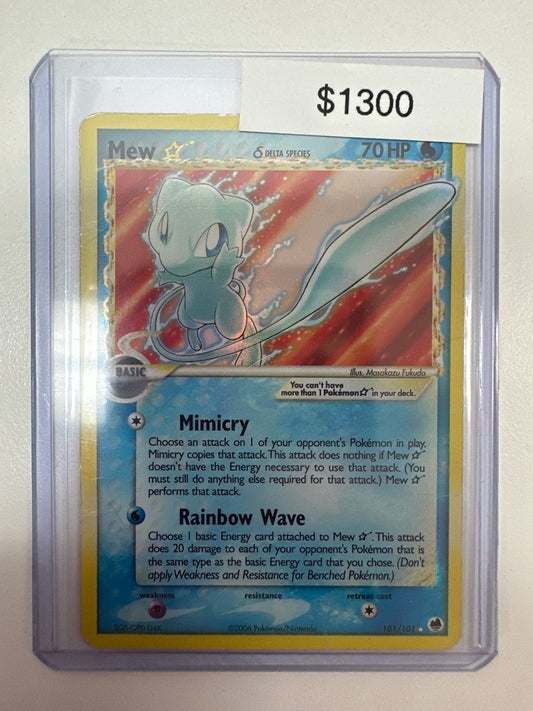 $1300
Mew ☆ δ DELTA SPECIES 70 HP
Illus. Masakazu Fukuda
BASIC
You can't have
more than 1 Pokémon ☆ in your deck.
Mimicry
Choose an attack on 1 of your opponent's Pokémon in play.
Mimicry copies that attack. This attack does nothing if Mew ☆
doesn't have the Energy necessary to use that attack. (You
must still do anything else required for that attack.) Mew ☆
performs that attack.
Rainbow Wave
Choose 1 basic Energy card attached to Mew ☆. This attack
does 20 damage to each of your opponent's Pokémon that is
the same type as the basic Energy card that you chose. (Don't
apply Weakness and Resistance for Benched Pokémon.)
weakness resistance retreat cost
©2006 Pokémon/Nintendo 101/101